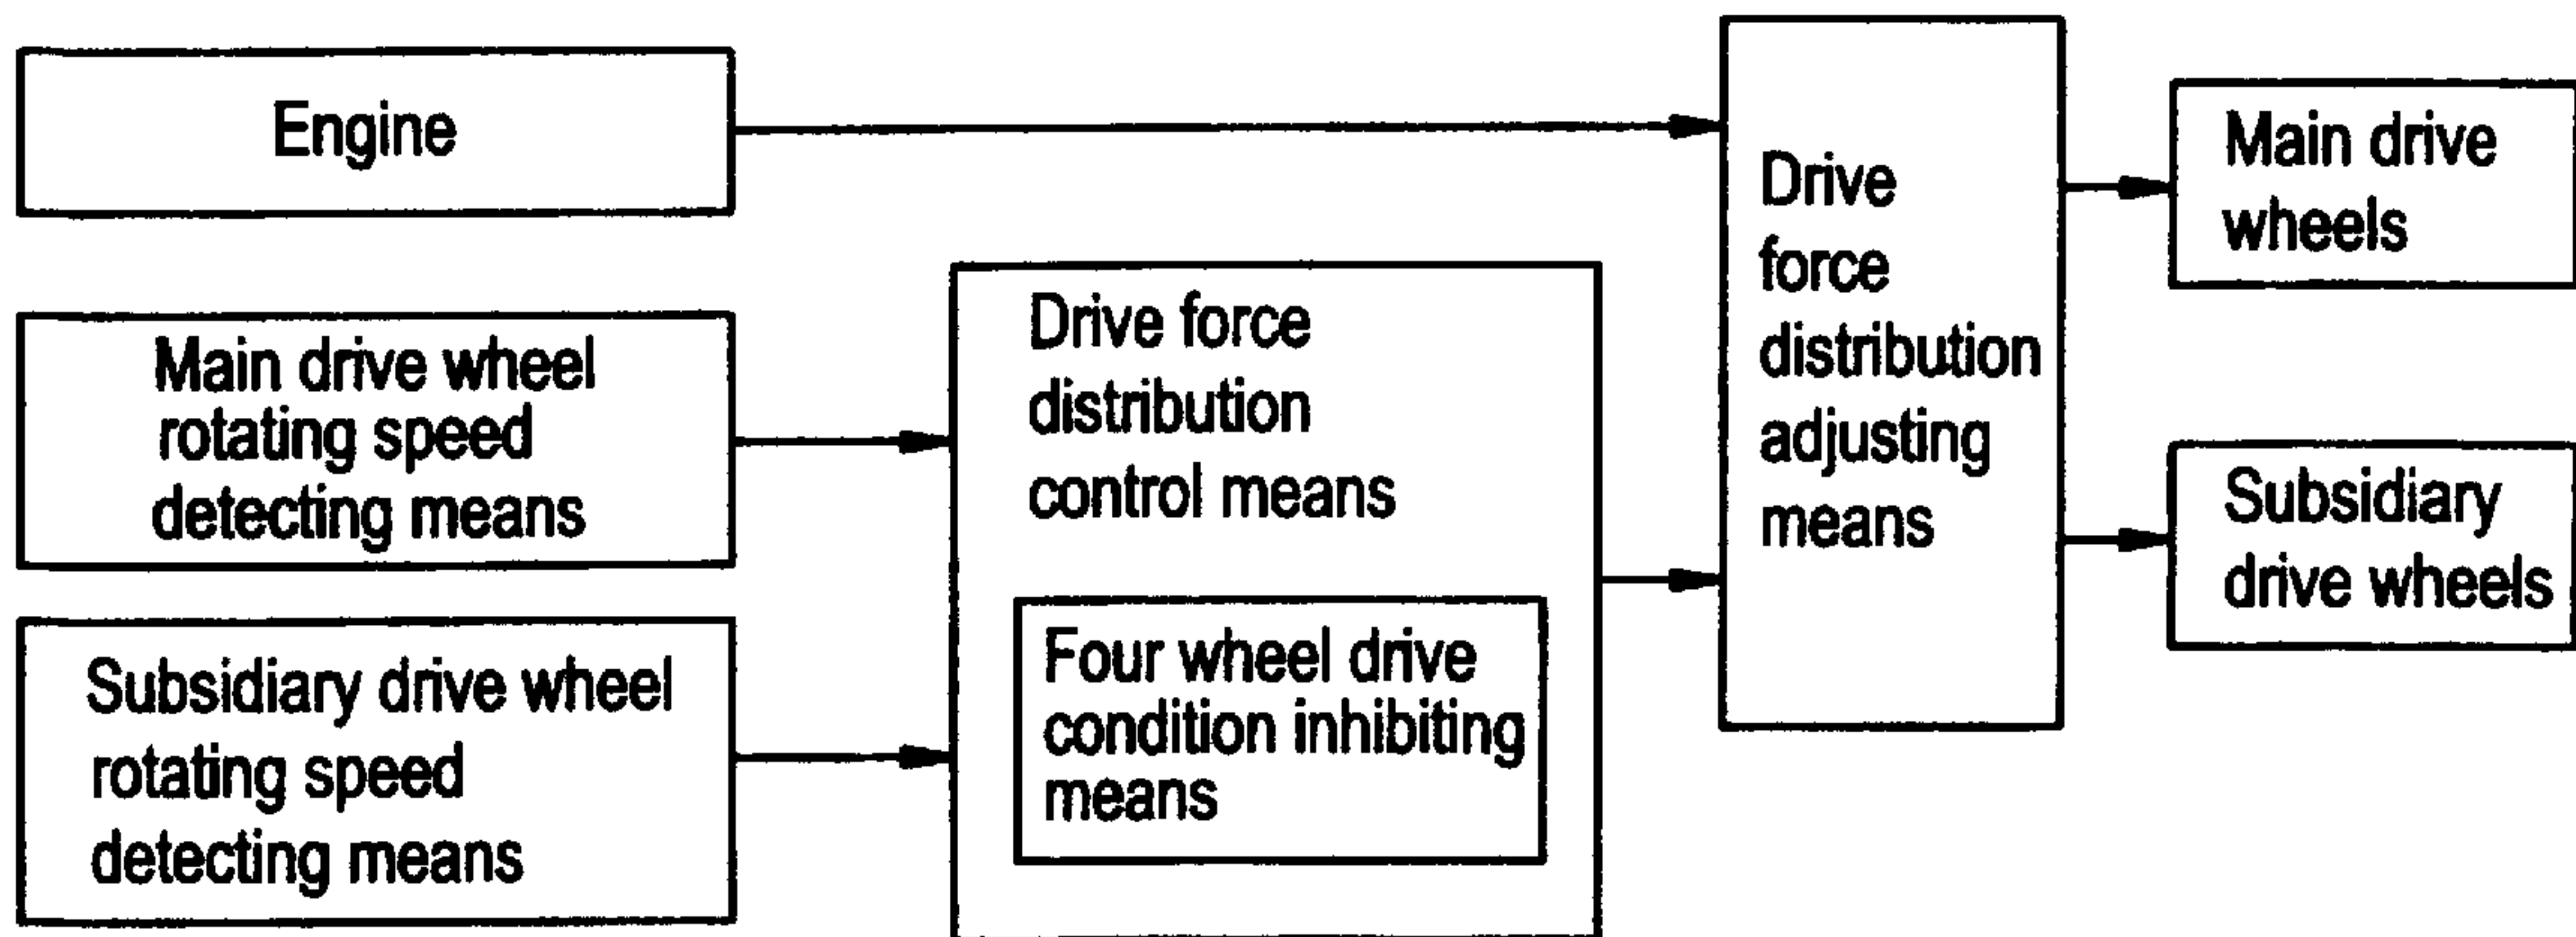 Engine
Main drive wheel
rotating speed
detecting means
Subsidiary drive wheel
rotating speed
detecting means
Drive force
distribution
control means
Four wheel drive
condition inhibiting
means
Drive
force
distribution
adjusting
means
Main drive
wheels
Subsidiary
drive wheels